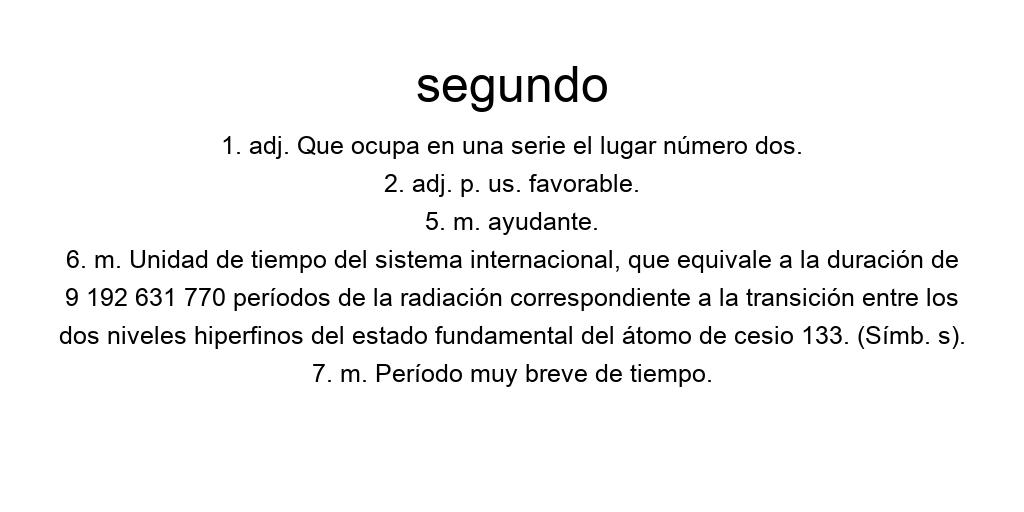 segundo
1. adj. Que ocupa en una serie el lugar número dos.
2. adj. p. us. favorable.
5. m. ayudante.
6. m. Unidad de tiempo del sistema internacional, que equivale a la duración de
9 192 631 770 períodos de la radiación correspondiente a la transición entre los
dos niveles hiperfinos del estado fundamental del átomo de cesio 133. (Símb. s).
7. m. Período muy breve de tiempo.